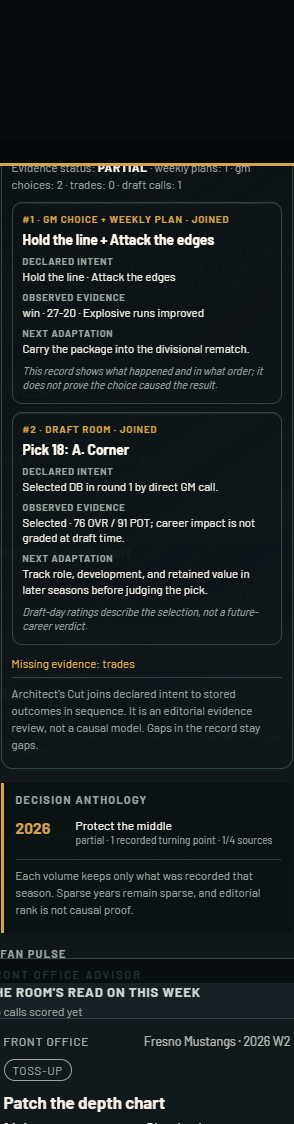 Evidence status: PARTIAL · weekly plans: 1 · gm
choices: 2 · trades: 0 · draft calls: 1
#1 · GM CHOICE + WEEKLY PLAN · JOINED
Hold the line + Attack the edges
DECLARED INTENT
Hold the line · Attack the edges
OBSERVED EVIDENCE
win · 27-20 · Explosive runs improved
NEXT ADAPTATION
Carry the package into the divisional rematch.
This record shows what happened and in what order; it
does not prove the choice caused the result.
#2 · DRAFT ROOM · JOINED
Pick 18: A. Corner
DECLARED INTENT
Selected DB in round 1 by direct GM call.
OBSERVED EVIDENCE
Selected · 76 OVR / 91 POT; career impact is not
graded at draft time.
NEXT ADAPTATION
Track role, development, and retained value in
later seasons before judging the pick.
Draft-day ratings describe the selection, not a future-
career verdict.
Missing evidence: trades
Architect's Cut joins declared intent to stored
outcomes in sequence. It is an editorial evidence
review, not a causal model. Gaps in the record stay
gaps.
DECISION ANTHOLOGY
2026
Protect the middle
partial · 1 recorded turning point · 1/4 sources
Each volume keeps only what was recorded that
season. Sparse years remain sparse, and editorial
rank is not causal proof.
FAN PULSE
RONT OFFICE ADVISOR
HE ROOM'S READ ON THIS WEEK
calls scored yet
FRONT OFFICE
Fresno Mustangs · 2026 W2
TOSS-UP
Patch the depth chart